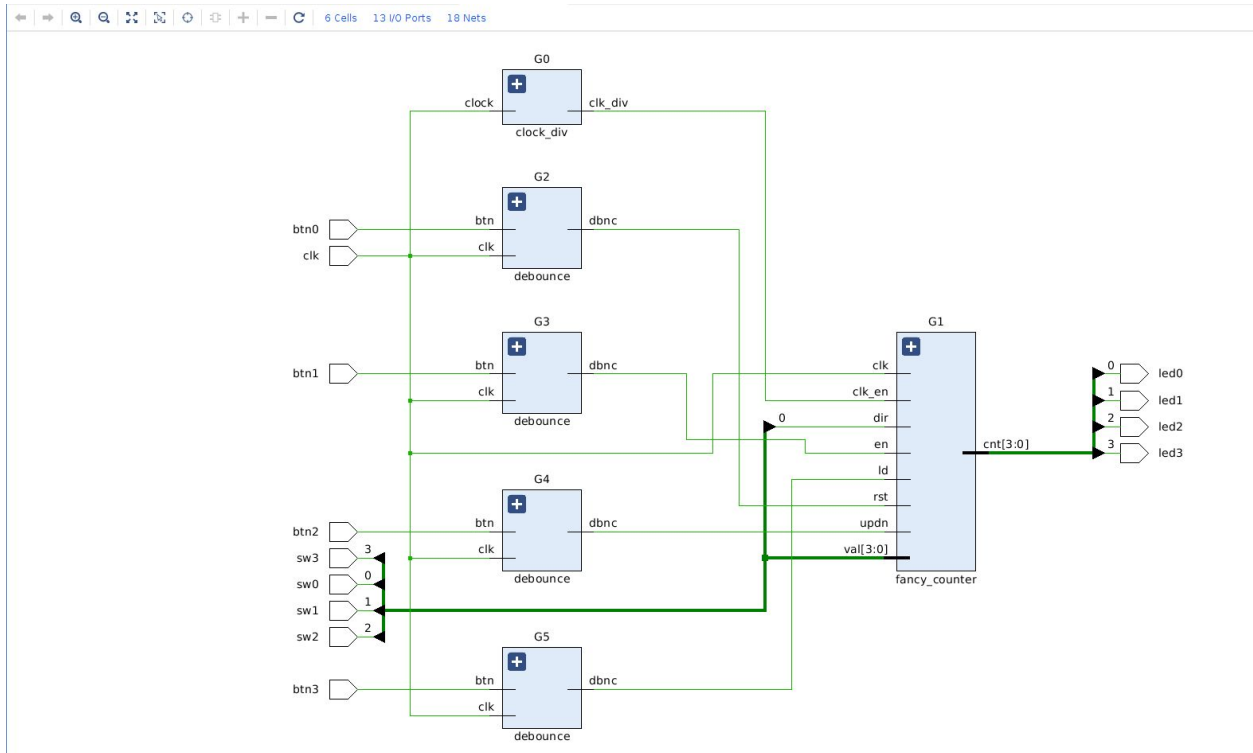 6 Cells 13 I/O Ports 18 Nets
G0
clock clk_div
clock_div
G2
btn0 btn dbnc
clk clk
debounce
G3
G1
btn1 btn dbnc clk 0 led0
clk clk_en 1 led1
debounce
0 dir 2 led2
en cnt[3:0] 3 led3
ld
G4
rst
btn2 btn dbnc updn
sw3 3 clk val[3:0]
debounce fancy_counter
sw0 0
sw1 1
sw2 2
G5
btn3 btn dbnc
clk
debounce